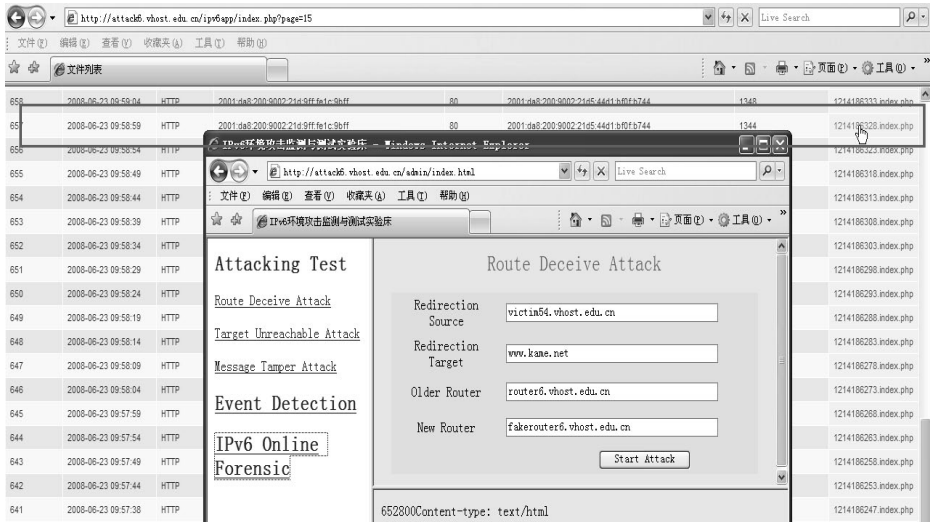 http://attack6.vhost.edu.cn/ipv6app/index.php?page=15 Live Search
文件(F) 编辑(E) 查看(V) 收藏夹(A) 工具(T) 帮助(H)
文件列表 页面(P) 工具(O)
658 2008-06-23 09:59:04 HTTP 2001:da8:200:9002:21d:9ff:fe1c:9bff 80 2001:da8:200:9002:21d5:44d1:bf0f:b744 1348 1214186333.index.php
657 2008-06-23 09:58:59 HTTP 2001:da8:200:9002:21d:9ff:fe1c:9bff 80 2001:da8:200:9002:21d5:44d1:bf0f:b744 1344 1214186328.index.php
656 2008-06-23 09:58:54 HTTP 1214186323.index.php
655 2008-06-23 09:58:49 HTTP 1214186318.index.php
654 2008-06-23 09:58:44 HTTP 1214186313.index.php
653 2008-06-23 09:58:39 HTTP 1214186308.index.php
652 2008-06-23 09:58:34 HTTP 1214186303.index.php
651 2008-06-23 09:58:29 HTTP 1214186298.index.php
650 2008-06-23 09:58:24 HTTP 1214186293.index.php
649 2008-06-23 09:58:19 HTTP 1214186288.index.php
648 2008-06-23 09:58:14 HTTP 1214186283.index.php
647 2008-06-23 09:58:09 HTTP 1214186278.index.php
646 2008-06-23 09:58:04 HTTP 1214186273.index.php
645 2008-06-23 09:57:59 HTTP 1214186268.index.php
644 2008-06-23 09:57:54 HTTP 1214186263.index.php
643 2008-06-23 09:57:49 HTTP 1214186258.index.php
642 2008-06-23 09:57:44 HTTP 1214186253.index.php
641 2008-06-23 09:57:38 HTTP 1214186247.index.php
IPv6环境攻击监测与测试实验床 - Windows Internet Explorer
http://attack6.vhost.edu.cn/admin/index.html Live Search
文件(F) 编辑(E) 查看(V) 收藏夹(A) 工具(T) 帮助(H)
IPv6环境攻击监测与测试实验床 页面(P) 工具(O)
Attacking Test
Route Deceive Attack
Target Unreachable Attack
Message Tamper Attack
Event Detection
IPv6 Online
Forensic
Route Deceive Attack
Redirection
Source
victim54.vhost.edu.cn
Redirection
Target
www.kame.net
Older Router router6.vhost.edu.cn
New Router fakerouter6.vhost.edu.cn
Start Attack
652800Content-type: text/html